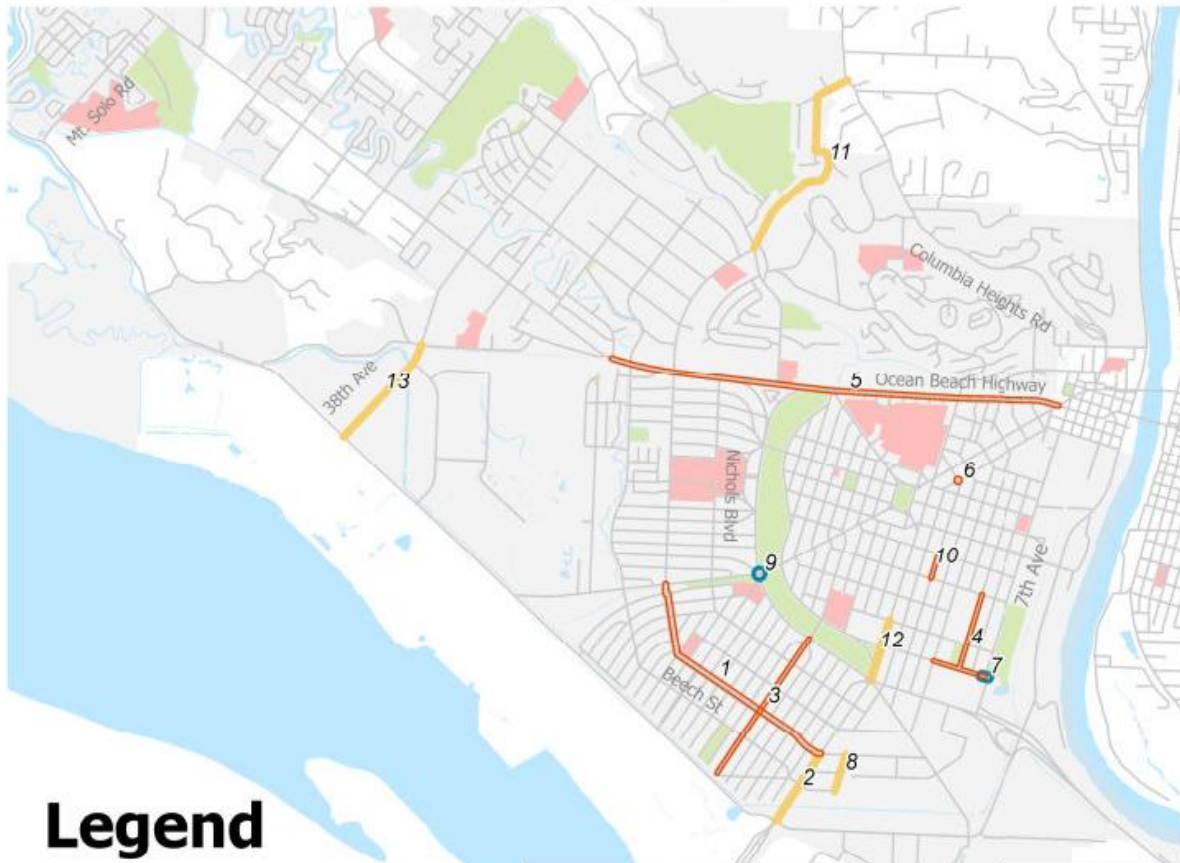 Mt. Solo Rd
11
Columbia Heights Rd
13
38th Ave
5
Ocean Beach Highway
Nichols Blvd
6
10
7th Ave
9
12
4
7
1
Beech St
3
8
2
Legend